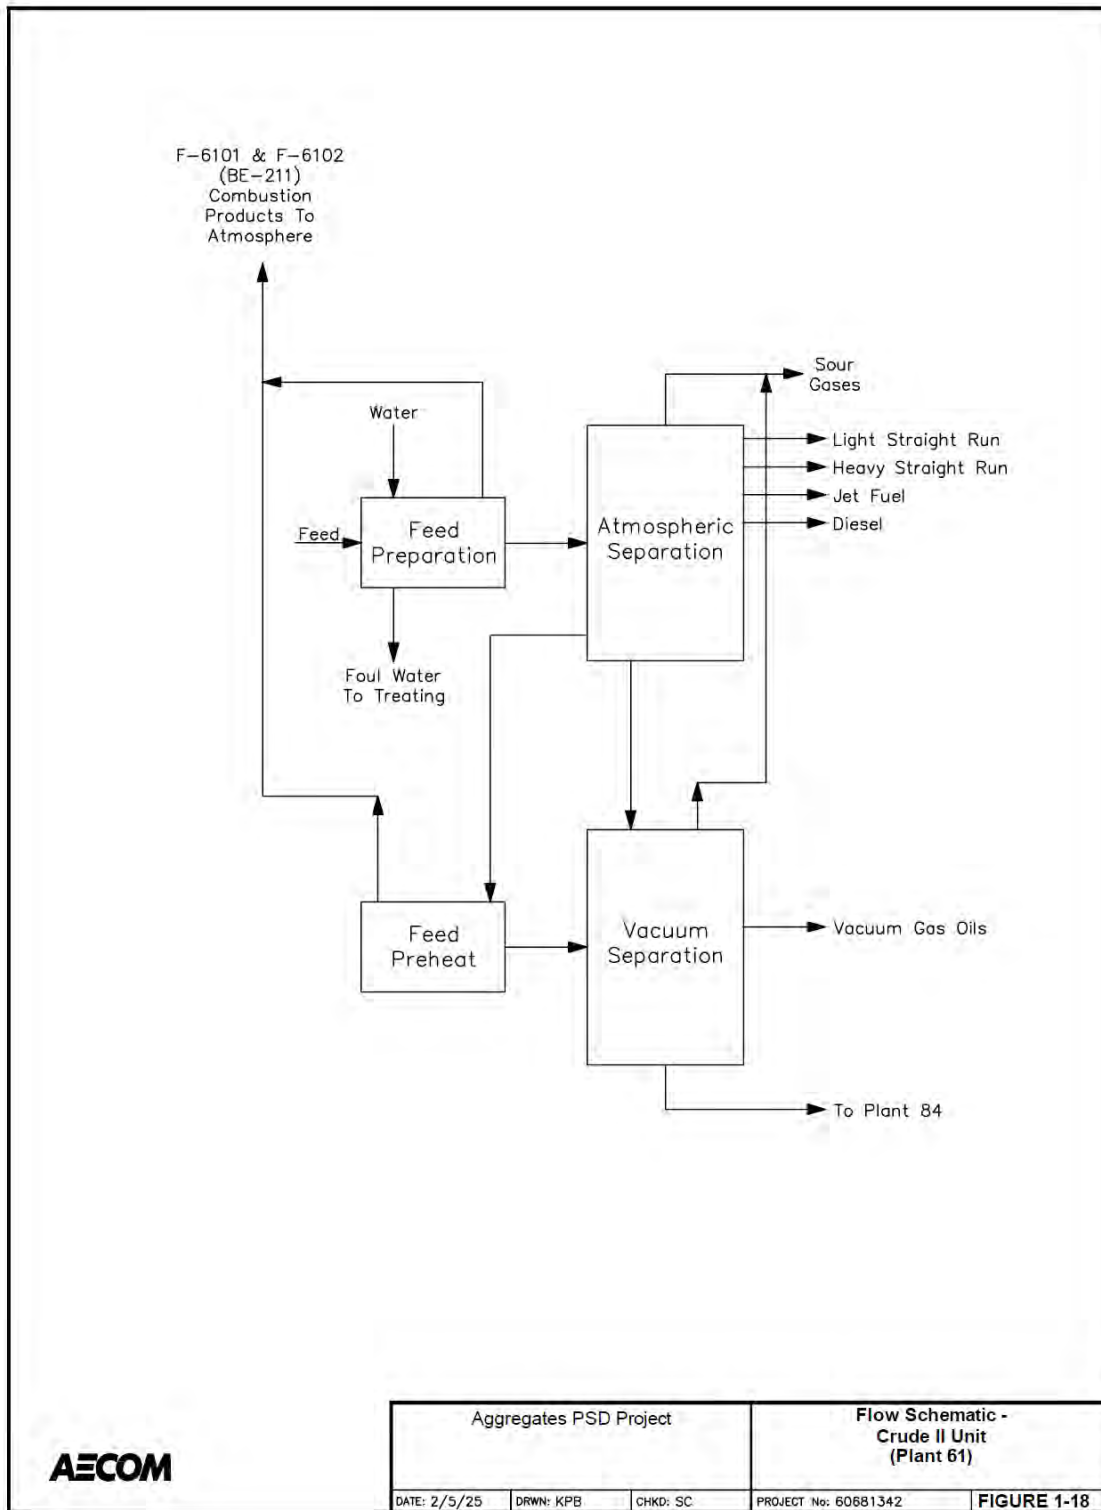 F-6101 & F-6102
(BE-211)
Combustion
Products To
Atmosphere
Sour
Gases
Water
Light Straight Run
Heavy Straight Run
Jet Fuel
Diesel
Feed
Feed
Preparation
Atmospheric
Separation
Foul Water
To Treating
Feed
Preheat
Vacuum
Separation
Vacuum Gas Oils
To Plant 84
AECOM
Aggregates PSD Project
Flow Schematic -
Crude II Unit
(Plant 61)
DATE: 2/5/25
DRWN: KPB
CHKD: SC
PROJECT No: 60681342
FIGURE 1-18